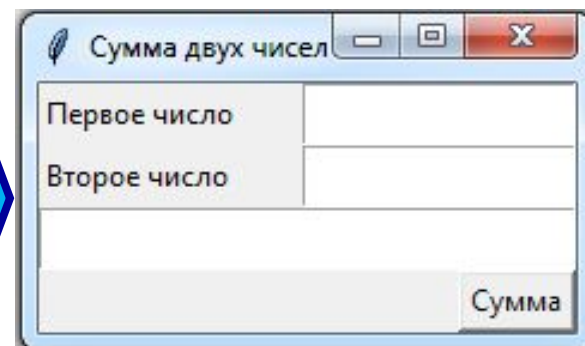 Сумма двух чисел
Первое число
Второе число
Сумма